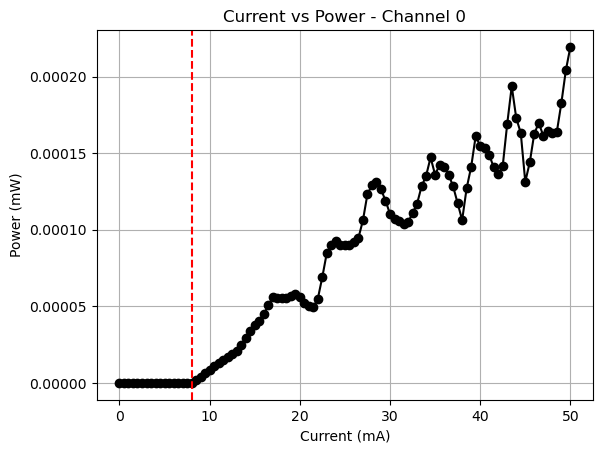 Current vs Power - Channel 0
Power (mW)
0.00020
0.00015
0.00010
0.00005
0.00000
0 10 20 30 40 50
Current (mA)